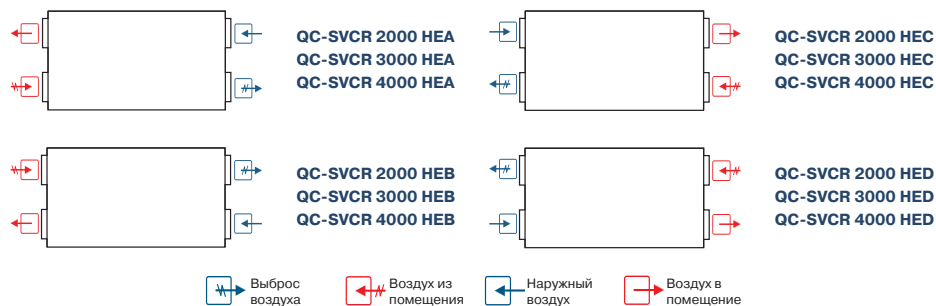 QC-SVCR 2000 HEA
QC-SVCR 3000 HEA
QC-SVCR 4000 HEA
QC-SVCR 2000 HEC
QC-SVCR 3000 HEC
QC-SVCR 4000 HEC
QC-SVCR 2000 HEB
QC-SVCR 3000 HEB
QC-SVCR 4000 HEB
QC-SVCR 2000 HED
QC-SVCR 3000 HED
QC-SVCR 4000 HED
Выброс
воздуха
Воздух из
помещения
Наружный
воздух
Воздух в
помещение